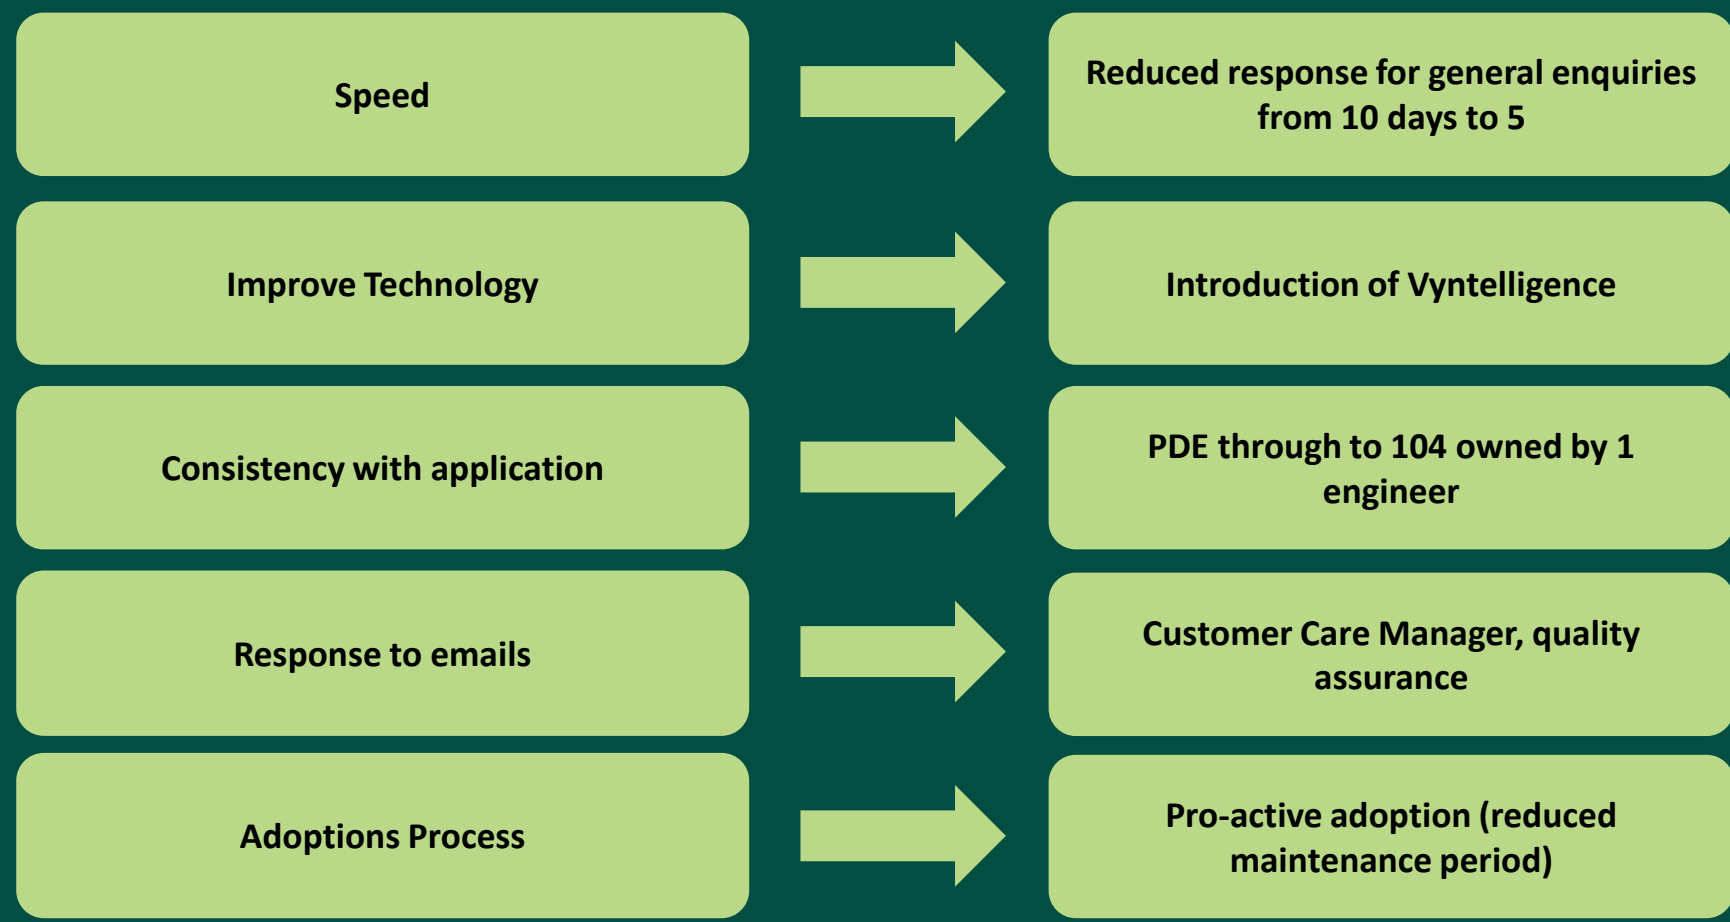 Speed
Reduced response for general enquiries
from 10 days to 5
Improve Technology
Introduction of Vyntelligence
Consistency with application
PDE through to 104 owned by 1
engineer
Response to emails
Customer Care Manager, quality
assurance
Adoptions Process
Pro-active adoption (reduced
maintenance period)